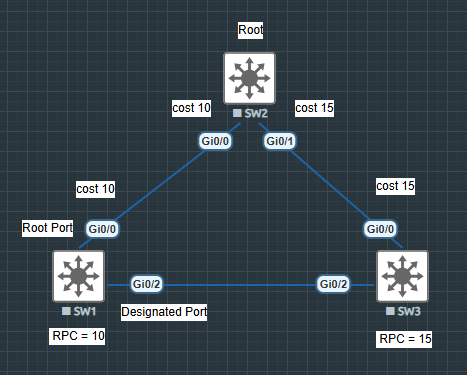 Root
cost 10
cost 15
SW2
Gi0/0
Gi0/1
cost 10
cost 15
Root Port
Gi0/0
Gi0/0
Gi0/2
Gi0/2
SW1
Designated Port
SW3
RPC = 10
RPC = 15